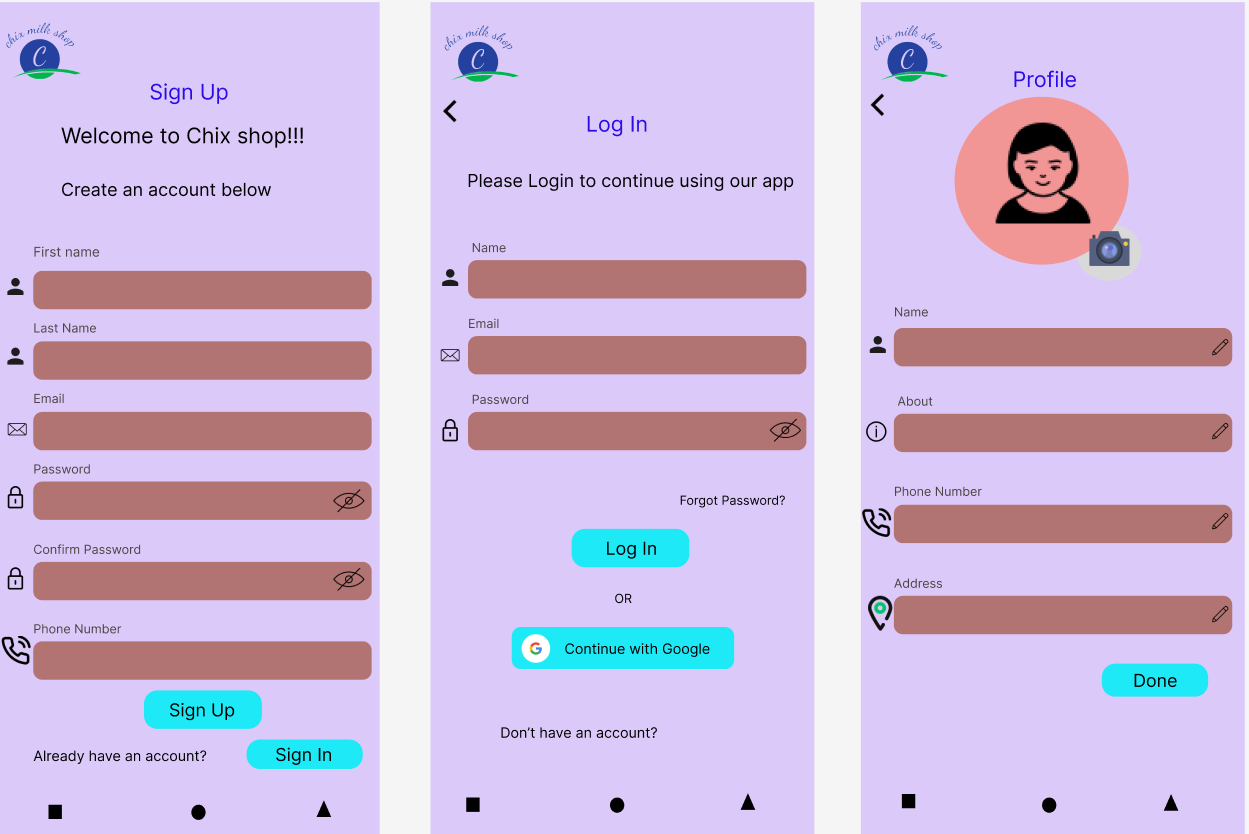 chix milk shop
C
Sign Up
Welcome to Chix shop!!!
Create an account below
First name
Last Name
Email
Password
Confirm Password
Phone Number
Sign Up
Already have an account?
Sign In
chix milk shop
C
Log In
Please Login to continue using our app
Name
Email
Password
Forgot Password?
Log In
OR
G
Continue with Google
Don't have an account?
chix milk shop
C
Profile
Name
About
Phone Number
Address
Done